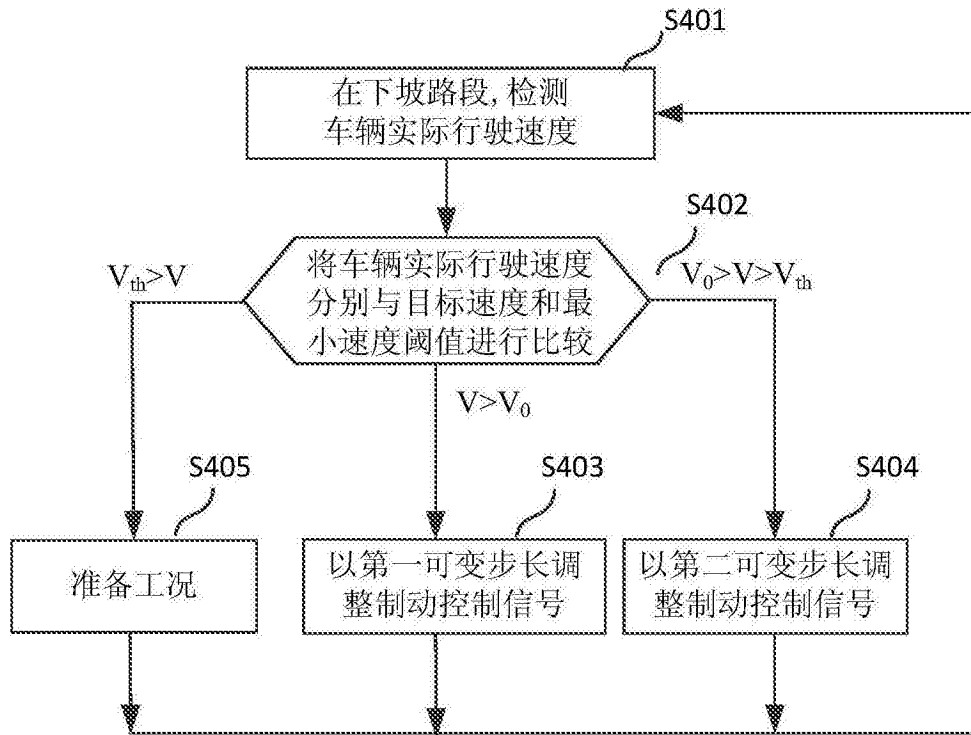 S401
在下坡路段,检测
车辆实际行驶速度
S402
将车辆实际行驶速度
分别与目标速度和最
小速度阈值进行比较
Vth>V
V0>V>Vth
V>V0
S405
准备工况
S403
以第一可变步长调
整制动控制信号
S404
以第二可变步长调
整制动控制信号